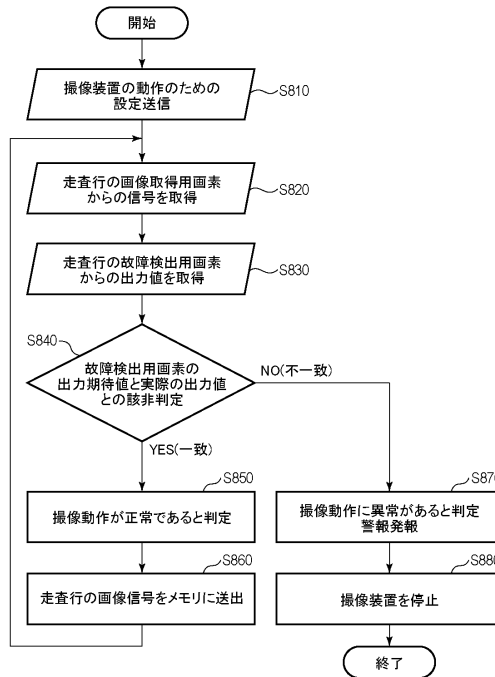 開始
撮像装置の動作のための
設定送信
S810
走査行の画像取得用画素
からの信号を取得
S820
走査行の故障検出用画素
からの出力値を取得
S830
S840
故障検出用画素の
出力期待値と実際の出力値
との該非判定
NO(不一致)
YES(一致)
S850
撮像動作が正常であると判定
S870
撮像動作に異常があると判定
警報発報
S860
走査行の画像信号をメモリに送出
S880
撮像装置を停止
終了